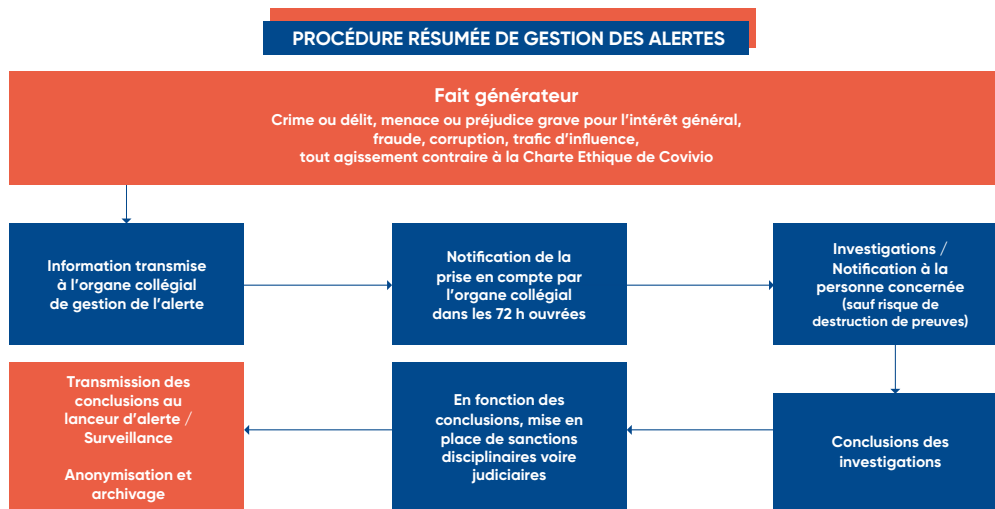 PROCÉDURE RÉSUMÉE DE GESTION DES ALERTES
Fait générateur
Crime ou délit, menace ou préjudice grave pour l'intérêt général,
fraude, corruption, trafic d'influence,
tout agissement contraire à la Charte Ethique de Covivio
Information transmise
à l'organe collégial
de gestion de l'alerte
Notification de la
prise en compte par
l'organe collégial
dans les 72 h ouvrées
Investigations /
Notification à la
personne concernée
(sauf risque de
destruction de preuves)
Conclusions des
investigations
En fonction des
conclusions, mise en
place de sanctions
disciplinaires voire
judiciaires
Transmission des
conclusions au
lanceur d'alerte /
Surveillance
Anonymisation et
archivage